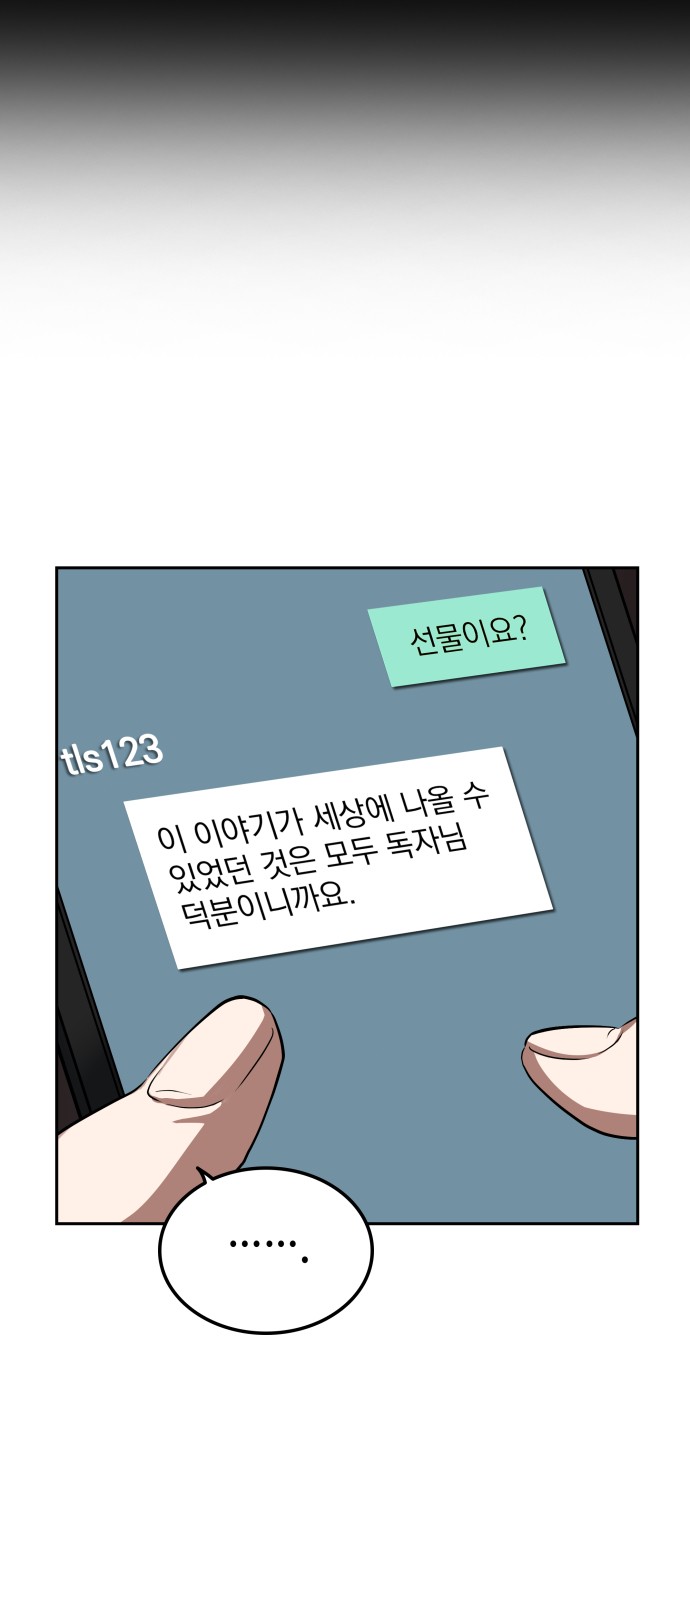 선물이요?
tls123
이 이야기가 세상에 나올 수
있었던 것은 모두 독자님
덕분이니까요.
…….